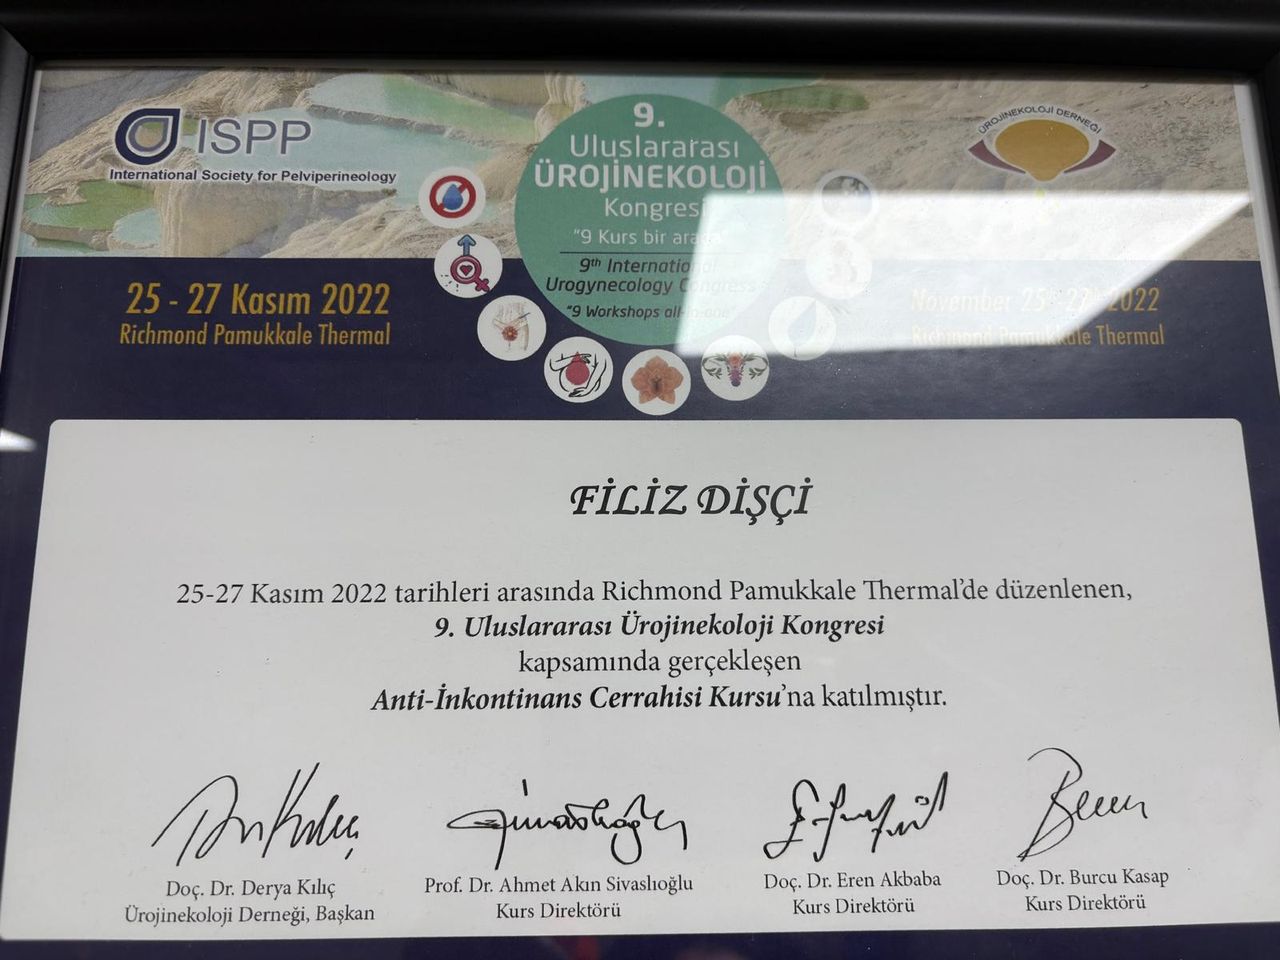 ISPP
International Society for Pelviperineology
9.
Uluslararası
ÜROJİNEKOLOJİ
Kongresi
"9 Kurs bir arada"
9th International
Urogynecology Congress
"9 Workshops all-in-one"
ÜROJİNEKOLOJİ DERNEĞİ
25 - 27 Kasım 2022
Richmond Pamukkale Thermal
November 25th-27th 2022
Richmond Pamukkale Thermal
FİLİZ DİŞÇİ
25-27 Kasım 2022 tarihleri arasında Richmond Pamukkale Thermal'de düzenlenen,
9. Uluslararası Ürojinekoloji Kongresi
kapsamında gerçekleşen
Anti-İnkontinans Cerrahisi Kursu'na katılmıştır.
Doç. Dr. Derya Kılıç
Ürojinekoloji Derneği, Başkan
Prof. Dr. Ahmet Akın Sivaslıoğlu
Kurs Direktörü
Doç. Dr. Eren Akbaba
Kurs Direktörü
Doç. Dr. Burcu Kasap
Kurs Direktörü